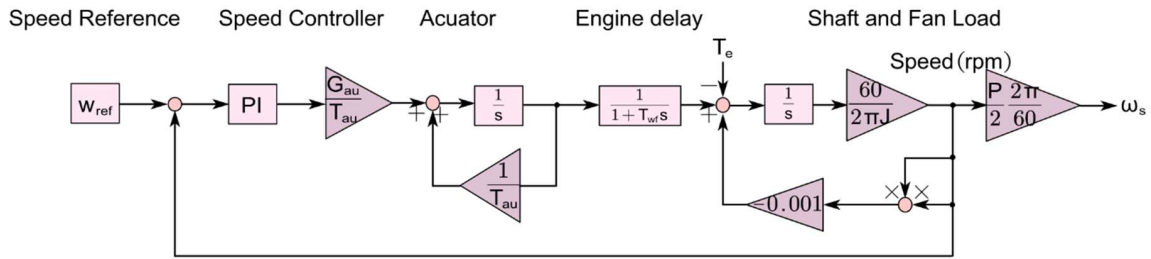 Speed Reference Speed Controller Acuator Engine delay Shaft and Fan Load
T_e
Speed (rpm)
w_ref
PI
G_au / T_au
+ +
1 / s
1 / (1+T_wf s)
− +
1 / s
60 / 2πJ
P / 2 2π / 60
ω_s
1 / T_au
-0.001
× ×